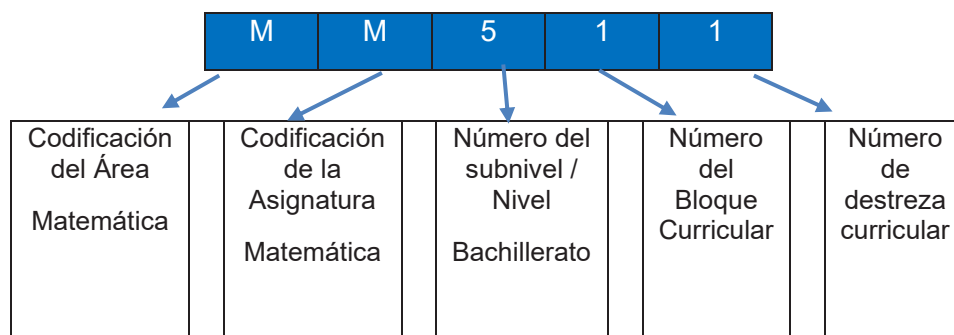 M M 5 1 1
Codificación
del Área
Matemática
Codificación
de la
Asignatura
Matemática
Número del
subnivel /
Nivel
Bachillerato
Número
del
Bloque
Curricular
Número
de
destreza
curricular